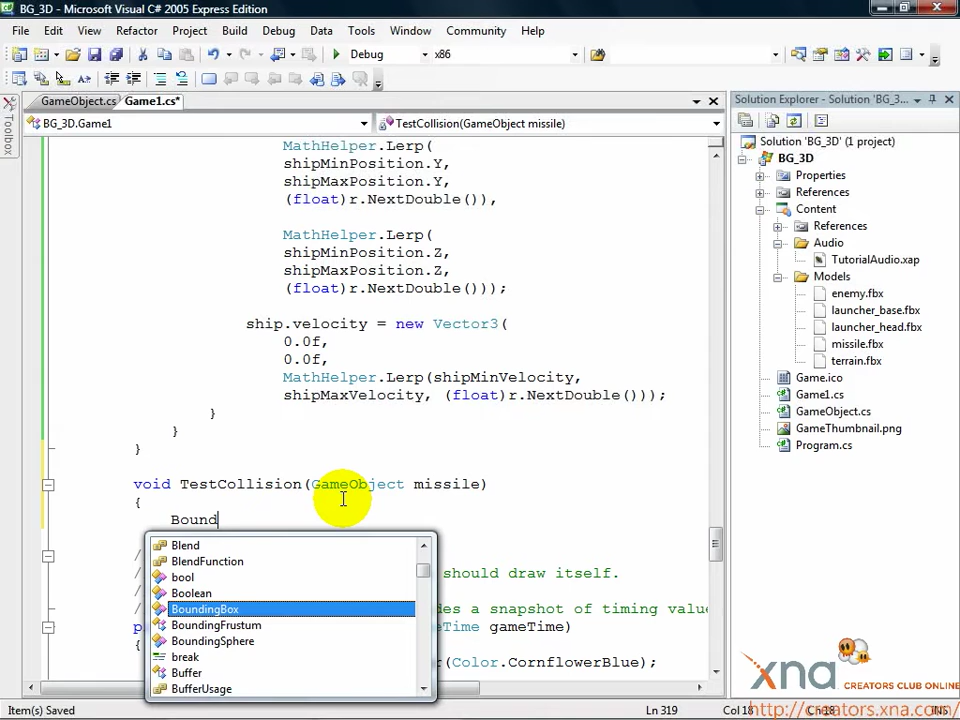 BG_3D - Microsoft Visual C# 2005 Express Edition
File Edit View Refactor Project Build Debug Data Tools Window Community Help
Debug x86
GameObject.cs Game1.cs*
Solution Explorer - Solution 'BG_3...
Toolbox
BG_3D.Game1 TestCollision(GameObject missile)
MathHelper.Lerp(
shipMinPosition.Y,
shipMaxPosition.Y,
(float)r.NextDouble()),
MathHelper.Lerp(
shipMinPosition.Z,
shipMaxPosition.Z,
(float)r.NextDouble()));
ship.velocity = new Vector3(
0.0f,
0.0f,
MathHelper.Lerp(shipMinVelocity,
shipMaxVelocity, (float)r.NextDouble()));
}
}
}
void TestCollision(GameObject missile)
{
Bound
Blend
BlendFunction
bool
Boolean
BoundingBox
BoundingFrustum
BoundingSphere
break
Buffer
BufferUsage
should draw itself.
des a snapshot of timing value
eTime gameTime)
r(Color.CornflowerBlue);
Solution 'BG_3D' (1 project)
BG_3D
Properties
References
Content
References
Audio
TutorialAudio.xap
Models
enemy.fbx
launcher_base.fbx
launcher_head.fbx
missile.fbx
terrain.fbx
Game.ico
Game1.cs
GameObject.cs
GameThumbnail.png
Program.cs
xna CREATORS CLUB ONLINE
http://creators.xna.com/
Item(s) Saved Ln 319 Col 18 Ch 18 INS